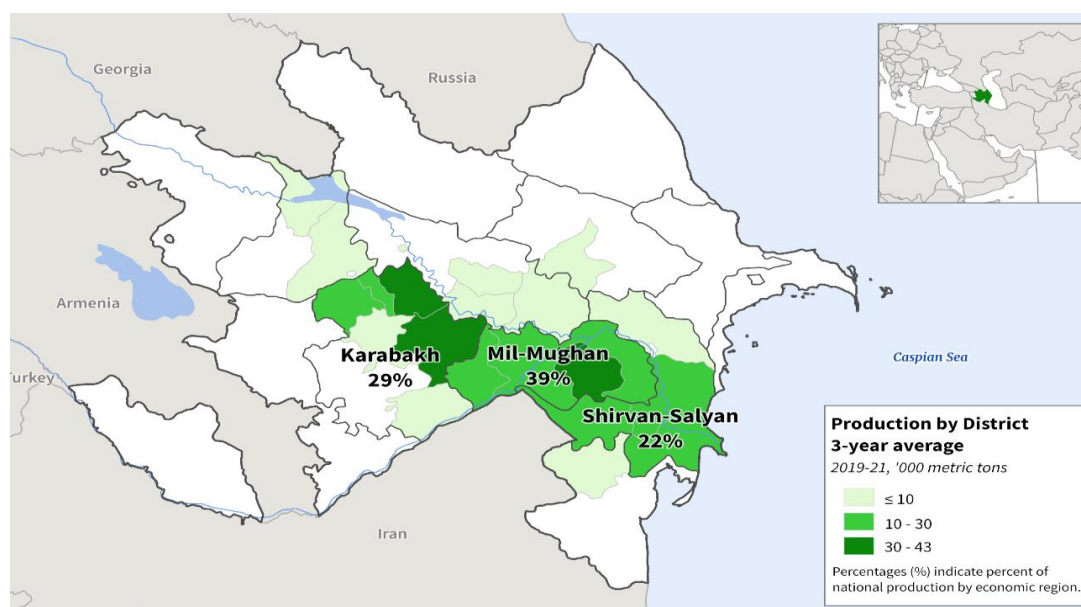 Georgia
Russia
Armenia
Turkey
Karabakh
29%
Mil-Mughan
39%
Shirvan-Salyan
22%
Caspian Sea
Iran
Production by District
3-year average
2019-21, '000 metric tons
≤ 10
10 - 30
30 - 43
Percentages (%) indicate percent of
national production by economic region.